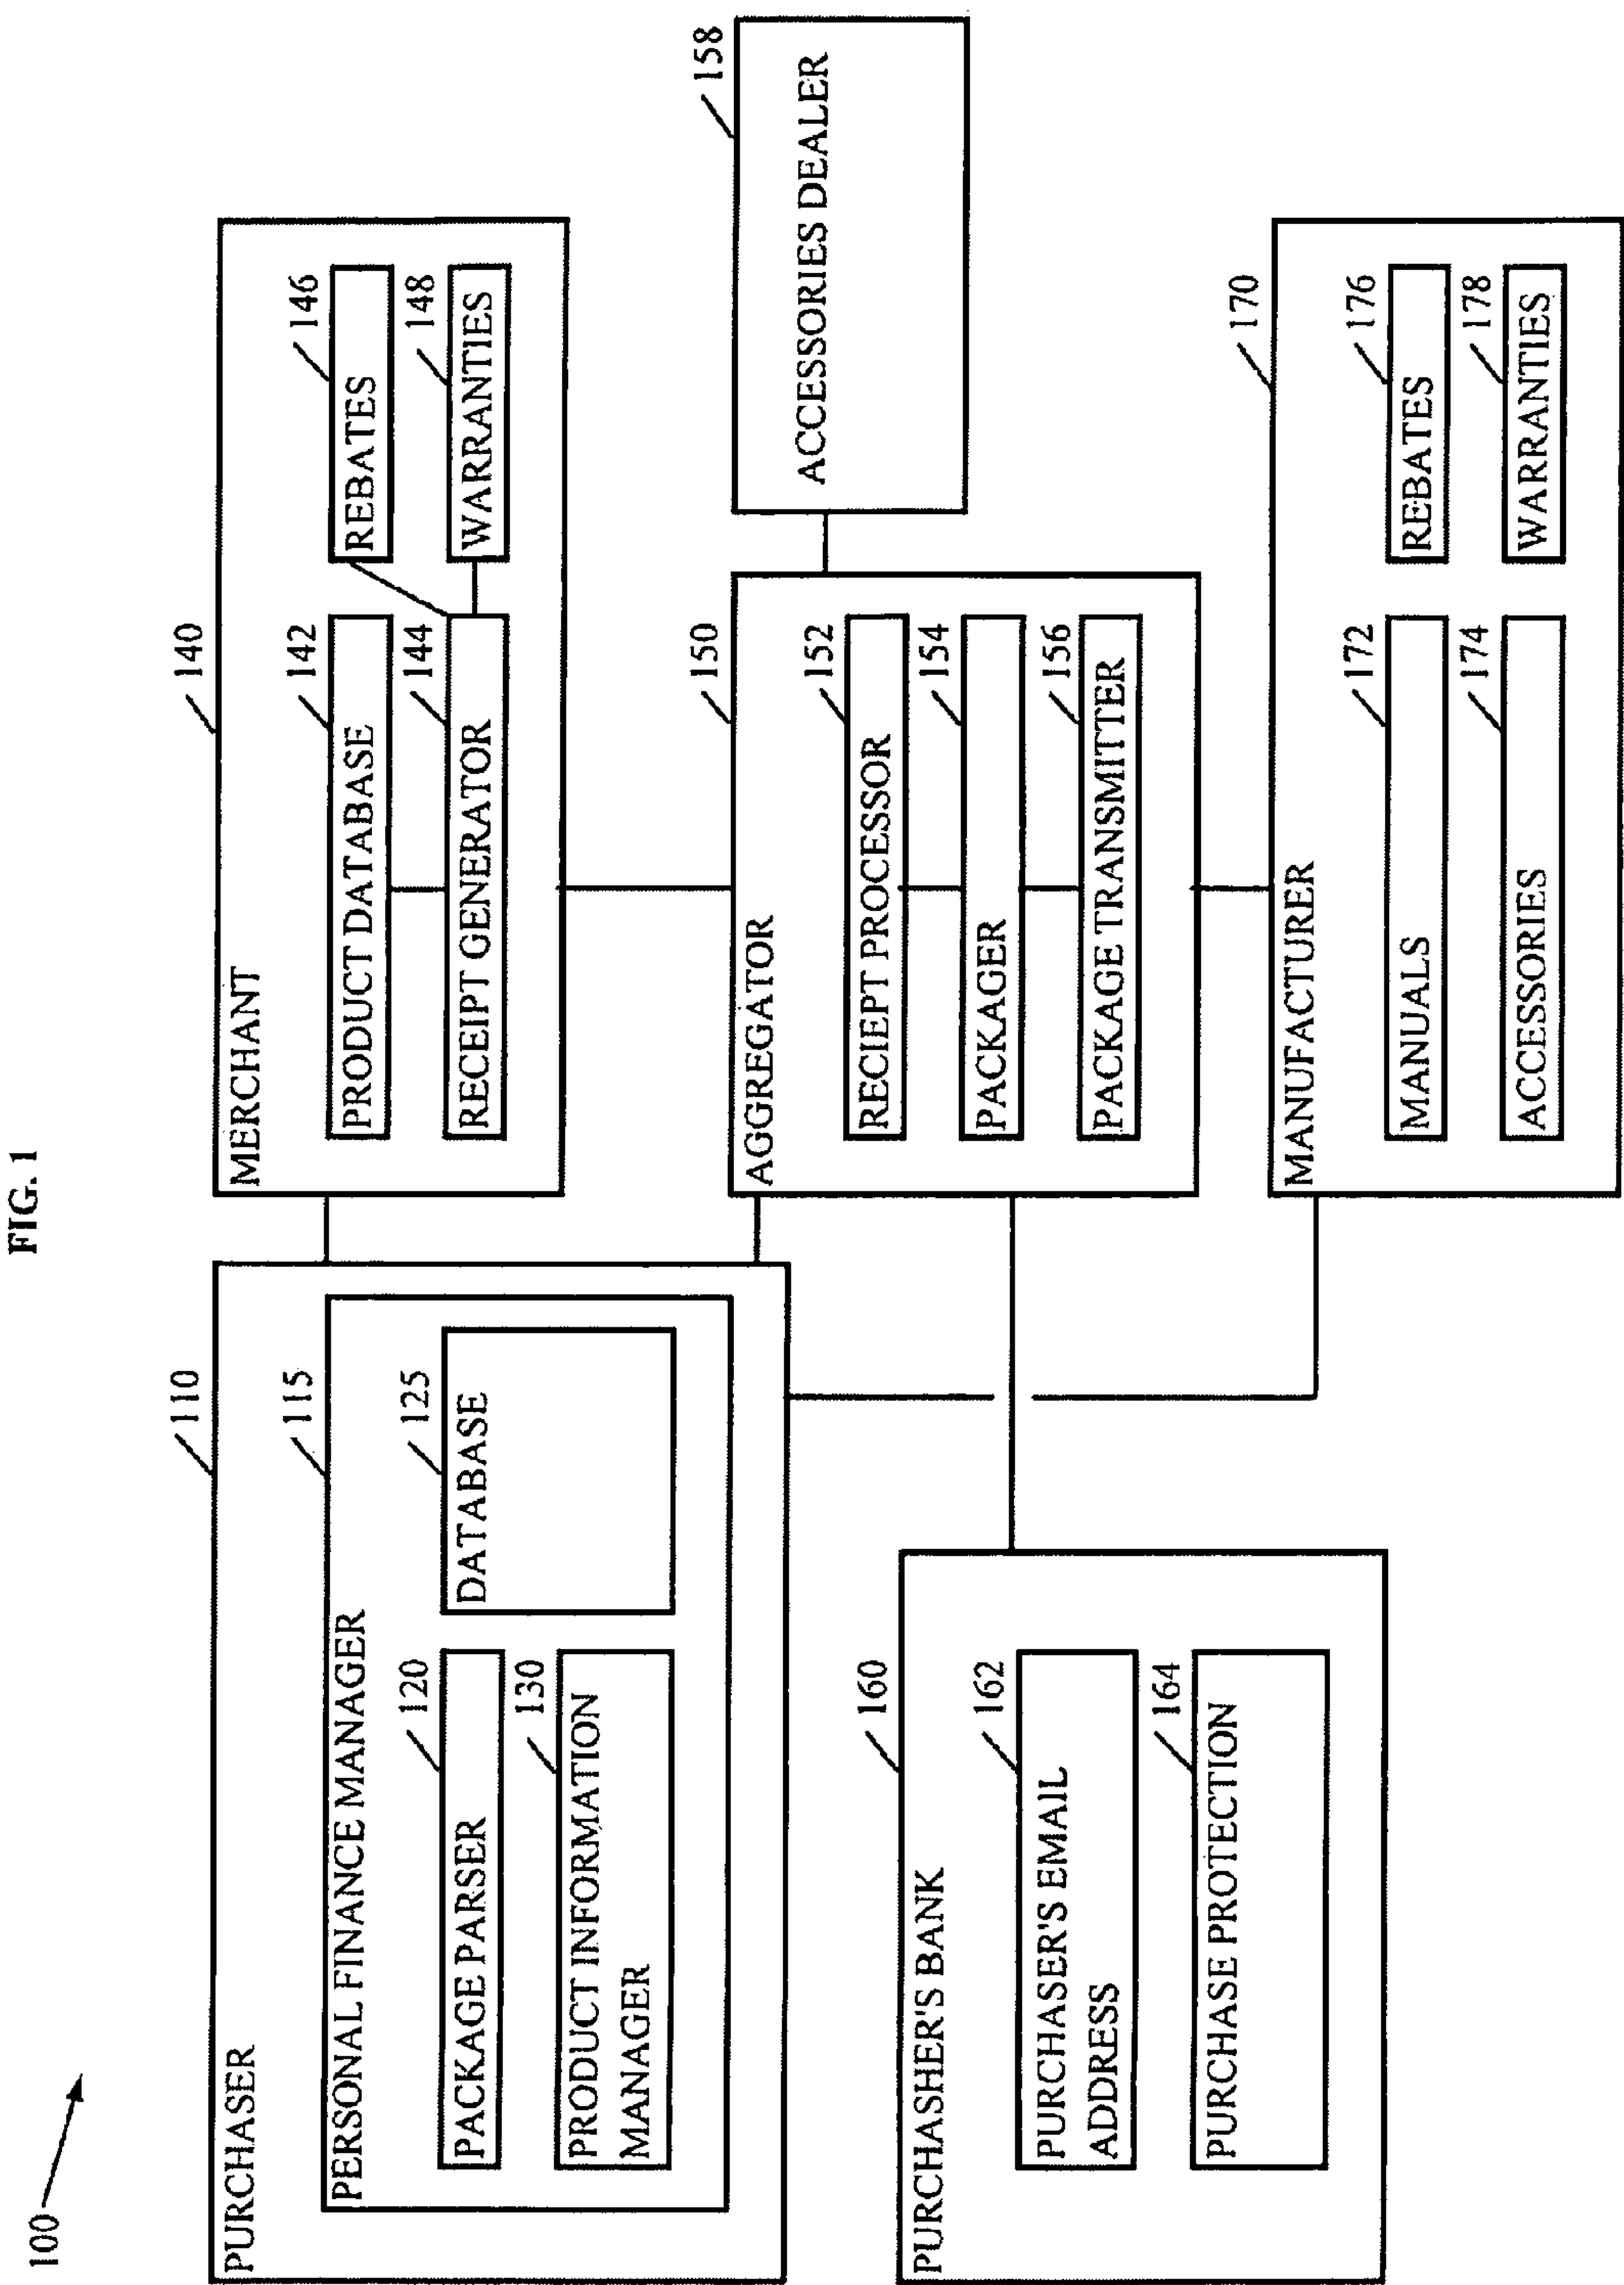 FIG. 1
100
110
PURCHASER
115
PERSONAL FINANCE MANAGER
120
PACKAGE PARSER
125
DATABASE
130
PRODUCT INFORMATION
MANAGER
140
MERCHANT
142
PRODUCT DATABASE
144
RECEIPT GENERATOR
146
REBATES
148
WARRANTIES
150
AGGREGATOR
152
RECIEPT PROCESSOR
154
PACKAGER
156
PACKAGE TRANSMITTER
158
ACCESSORIES DEALER
160
PURCHASHER'S BANK
162
PURCHASER'S EMAIL
ADDRESS
164
PURCHASE PROTECTION
170
MANUFACTURER
172
MANUALS
174
ACCESSORIES
176
REBATES
178
WARRANTIES